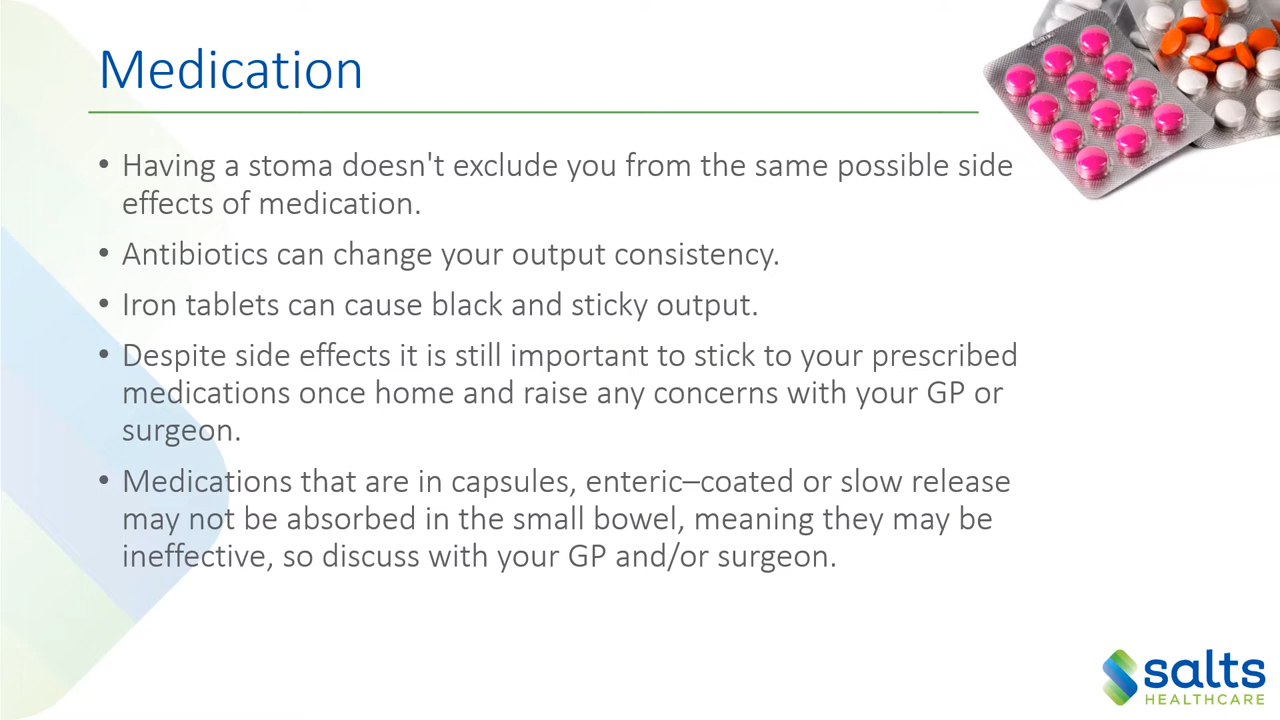 Medication
• Having a stoma doesn't exclude you from the same possible side
effects of medication.
• Antibiotics can change your output consistency.
• Iron tablets can cause black and sticky output.
• Despite side effects it is still important to stick to your prescribed
medications once home and raise any concerns with your GP or
surgeon.
• Medications that are in capsules, enteric–coated or slow release
may not be absorbed in the small bowel, meaning they may be
ineffective, so discuss with your GP and/or surgeon.
salts
HEALTHCARE